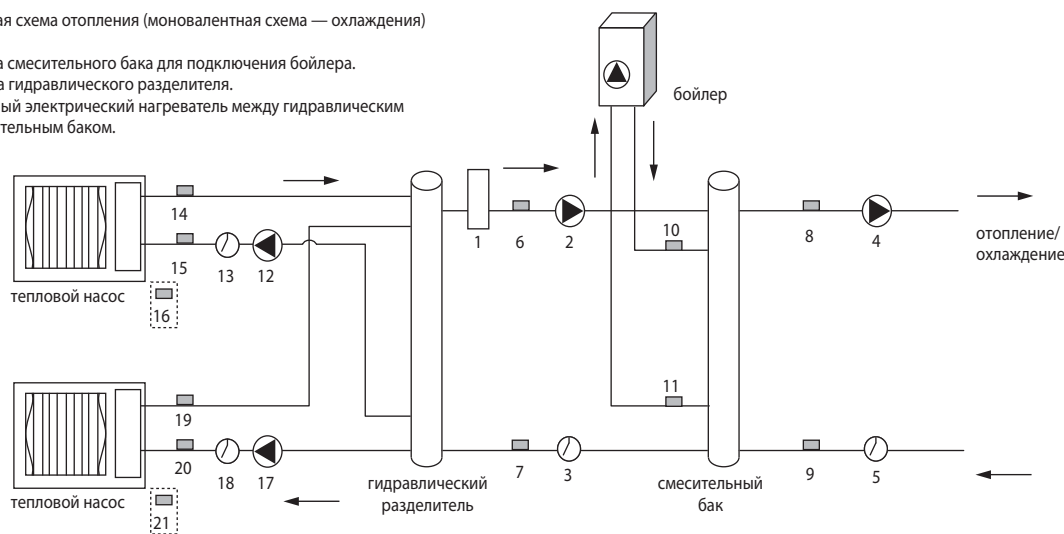 ая схема отопления (моновалентная схема — охлаждения)
а смесительного бака для подключения бойлера.
а гидравлического разделителя.
ый электрический нагреватель между гидравлическим
тельным баком.
бойлер
14
15
13
12
16
тепловой насос
1
6
2
10
8
4
отопление/
охлаждение
11
19
20
18
17
21
тепловой насос
гидравлический
разделитель
7
3
смесительный
бак
9
5